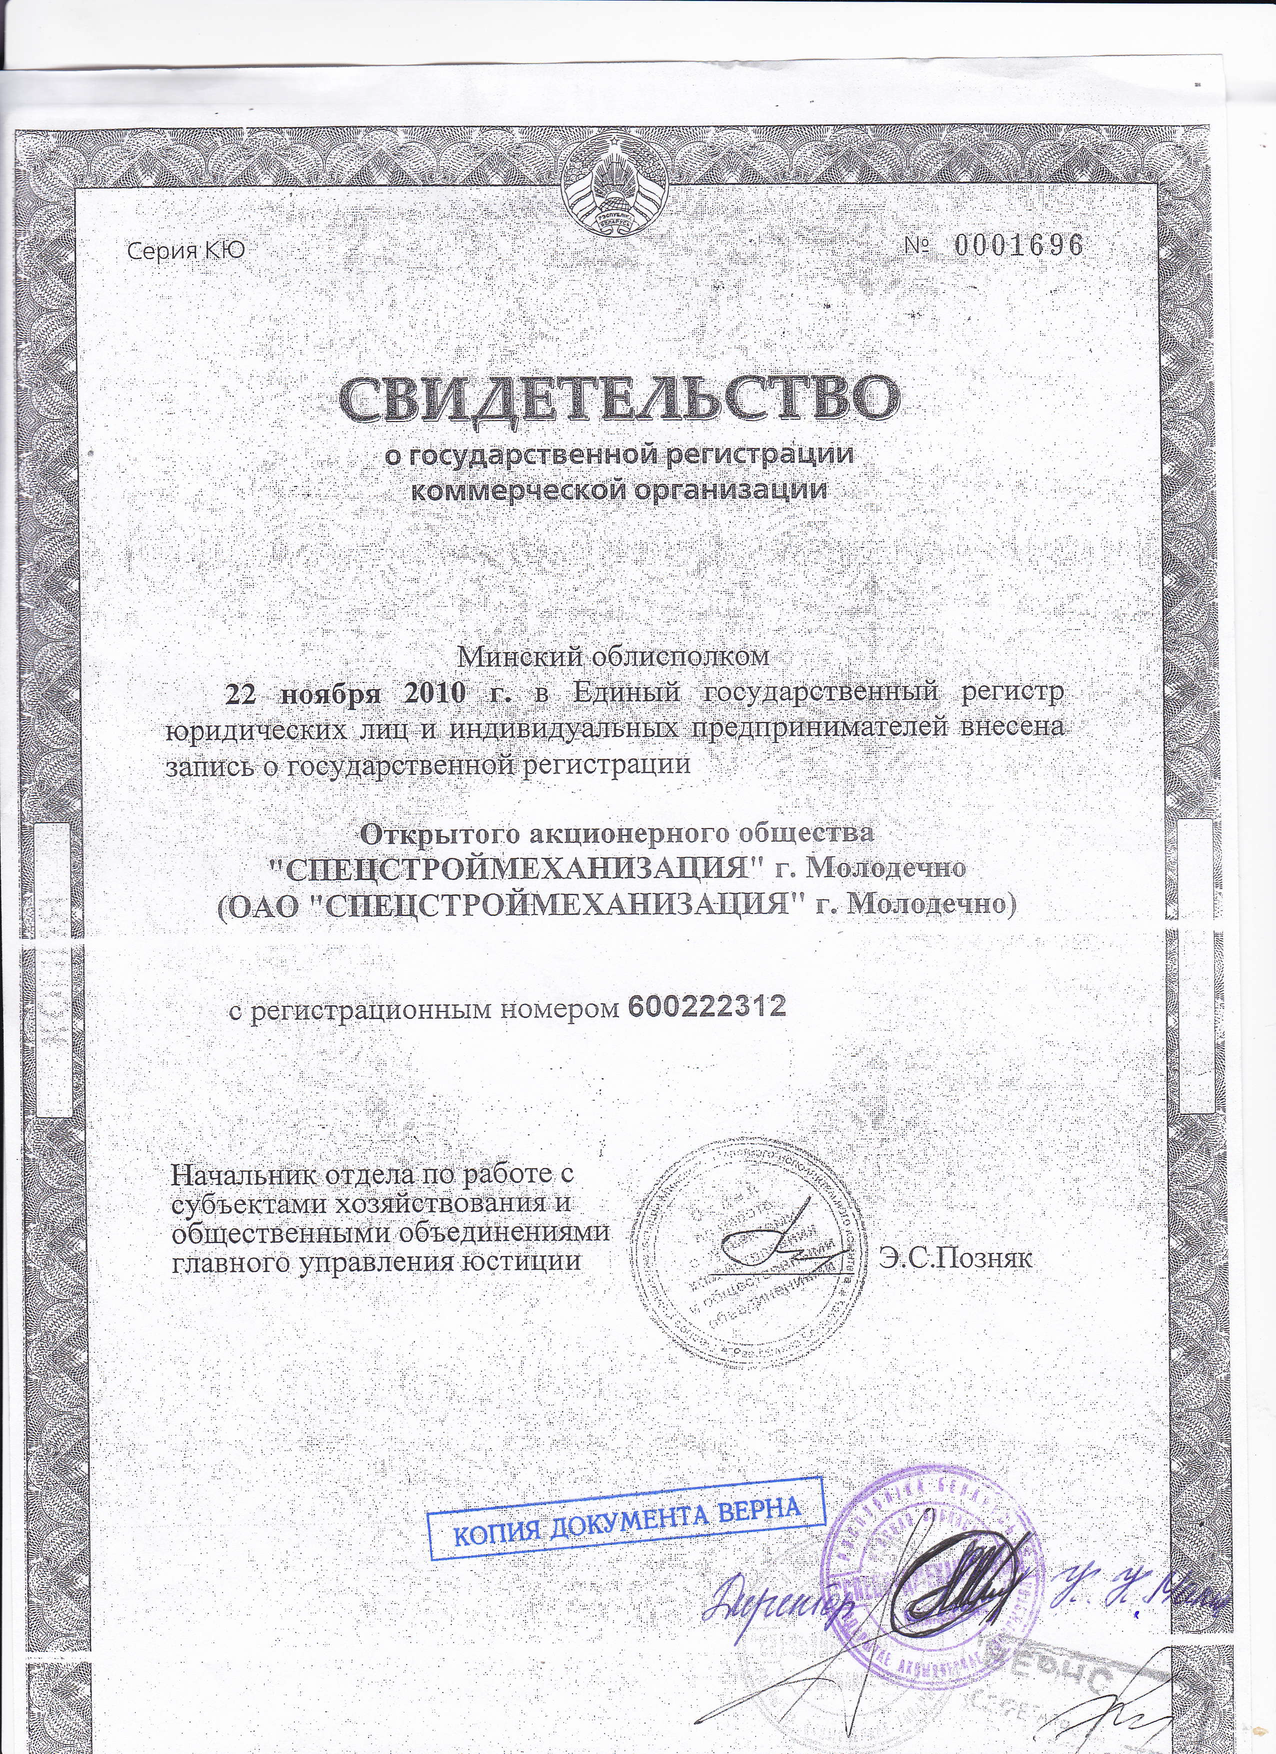 Серия КЮ
№ 0001696
СВИДЕТЕЛЬСТВО
о государственной регистрации
коммерческой организации
Минский облисполком
22 ноября 2010 г. в Единый государственный регистр
юридических лиц и индивидуальных предпринимателей внесена
запись о государственной регистрации
Открытого акционерного общества
"СПЕЦСТРОЙМЕХАНИЗАЦИЯ" г. Молодечно
(ОАО "СПЕЦСТРОЙМЕХАНИЗАЦИЯ" г. Молодечно)
с регистрационным номером 600222312
Начальник отдела по работе с
субъектами хозяйствования и
общественными объединениями
главного управления юстиции
Э.С.Позняк
и общественными
объединениями
КОПИЯ ДОКУМЕНТА ВЕРНА
Директор